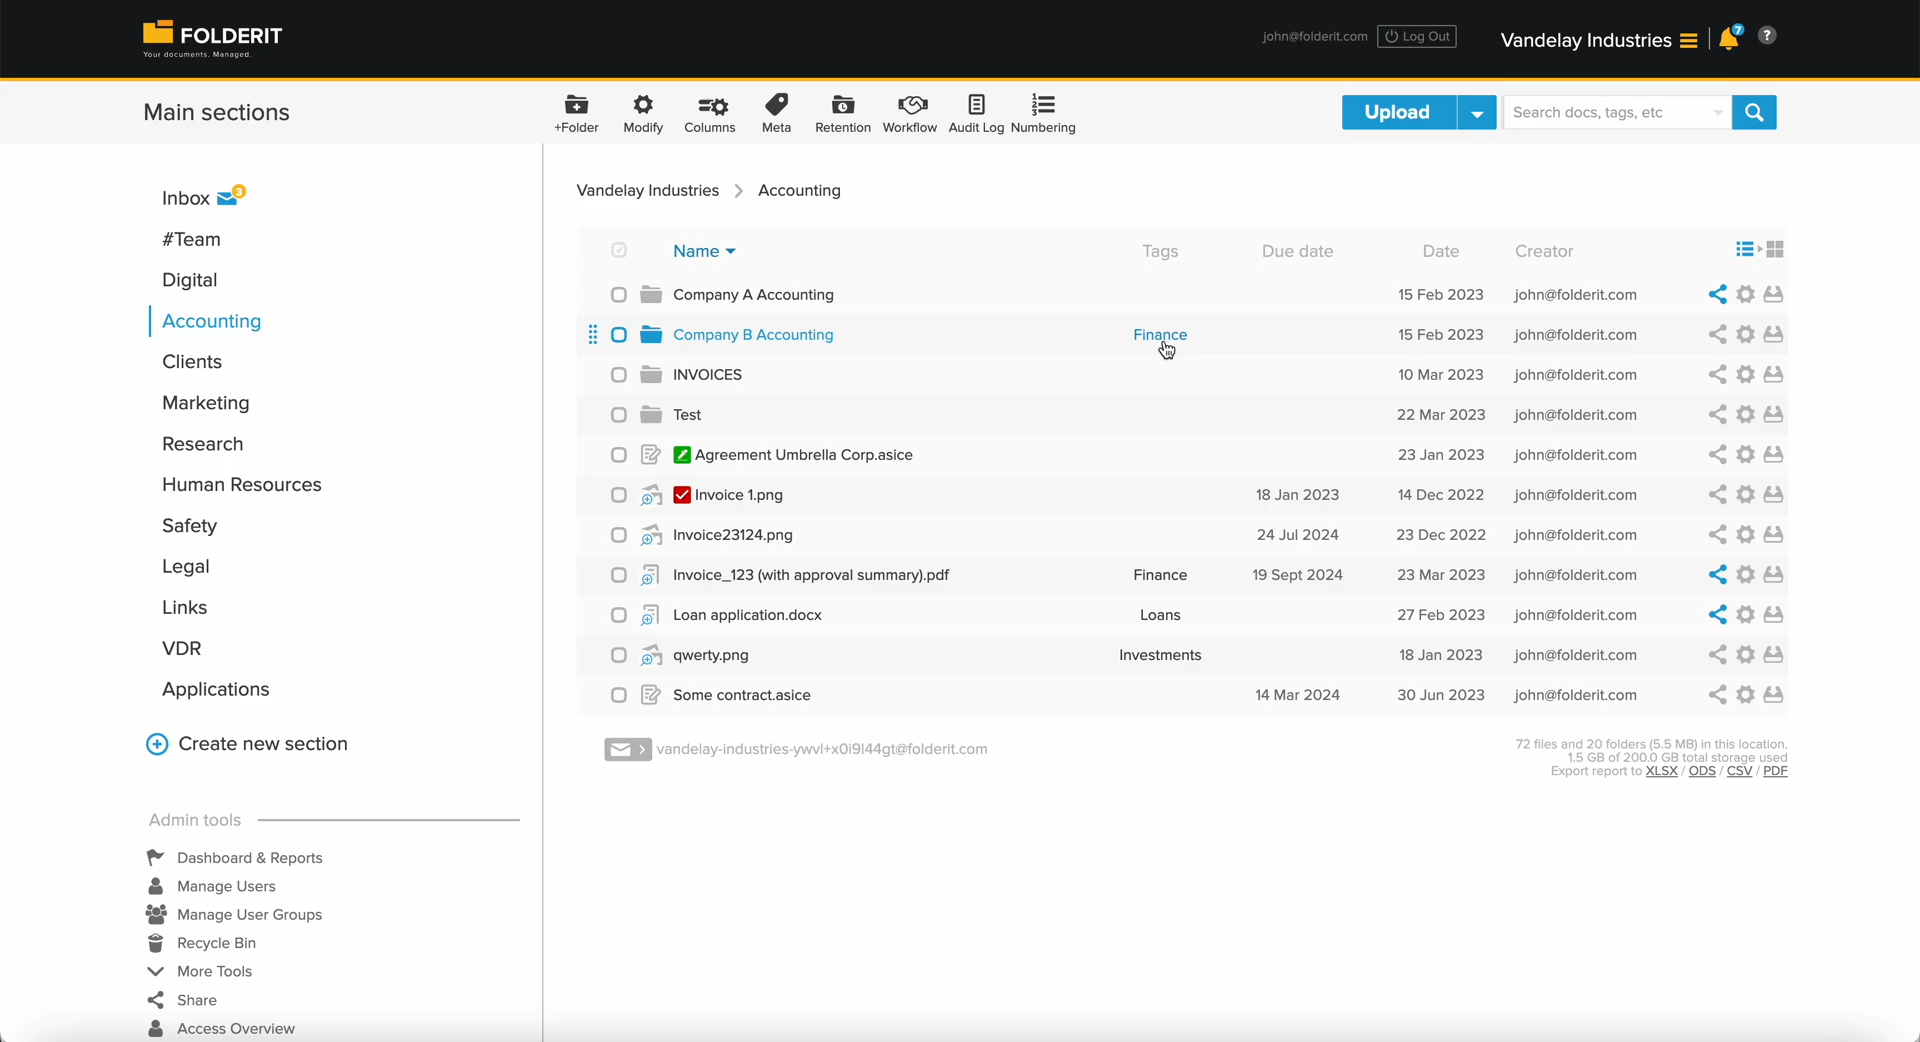 FOLDERIT
Your documents. Managed.
john@folderit.com Log Out Vandelay Industries 7 ?
Main sections
+Folder Modify Columns Meta Retention Workflow Audit Log Numbering
Upload Search docs, tags, etc
Inbox 3
#Team
Digital
Accounting
Clients
Marketing
Research
Human Resources
Safety
Legal
Links
VDR
Applications
Create new section
Admin tools
Dashboard & Reports
Manage Users
Manage User Groups
Recycle Bin
More Tools
Share
Access Overview
Vandelay Industries > Accounting
Name Tags Due date Date Creator
Company A Accounting 15 Feb 2023 john@folderit.com
Company B Accounting Finance 15 Feb 2023 john@folderit.com
INVOICES 10 Mar 2023 john@folderit.com
Test 22 Mar 2023 john@folderit.com
Agreement Umbrella Corp.asice 23 Jan 2023 john@folderit.com
Invoice 1.png 18 Jan 2023 14 Dec 2022 john@folderit.com
Invoice23124.png 24 Jul 2024 23 Dec 2022 john@folderit.com
Invoice_123 (with approval summary).pdf Finance 19 Sept 2024 23 Mar 2023 john@folderit.com
Loan application.docx Loans 27 Feb 2023 john@folderit.com
qwerty.png Investments 18 Jan 2023 john@folderit.com
Some contract.asice 14 Mar 2024 30 Jun 2023 john@folderit.com
vandelay-industries-ywvl+x0i9l44gt@folderit.com
72 files and 20 folders (5.5 MB) in this location.
1.5 GB of 200.0 GB total storage used
Export report to XLSX / ODS / CSV / PDF